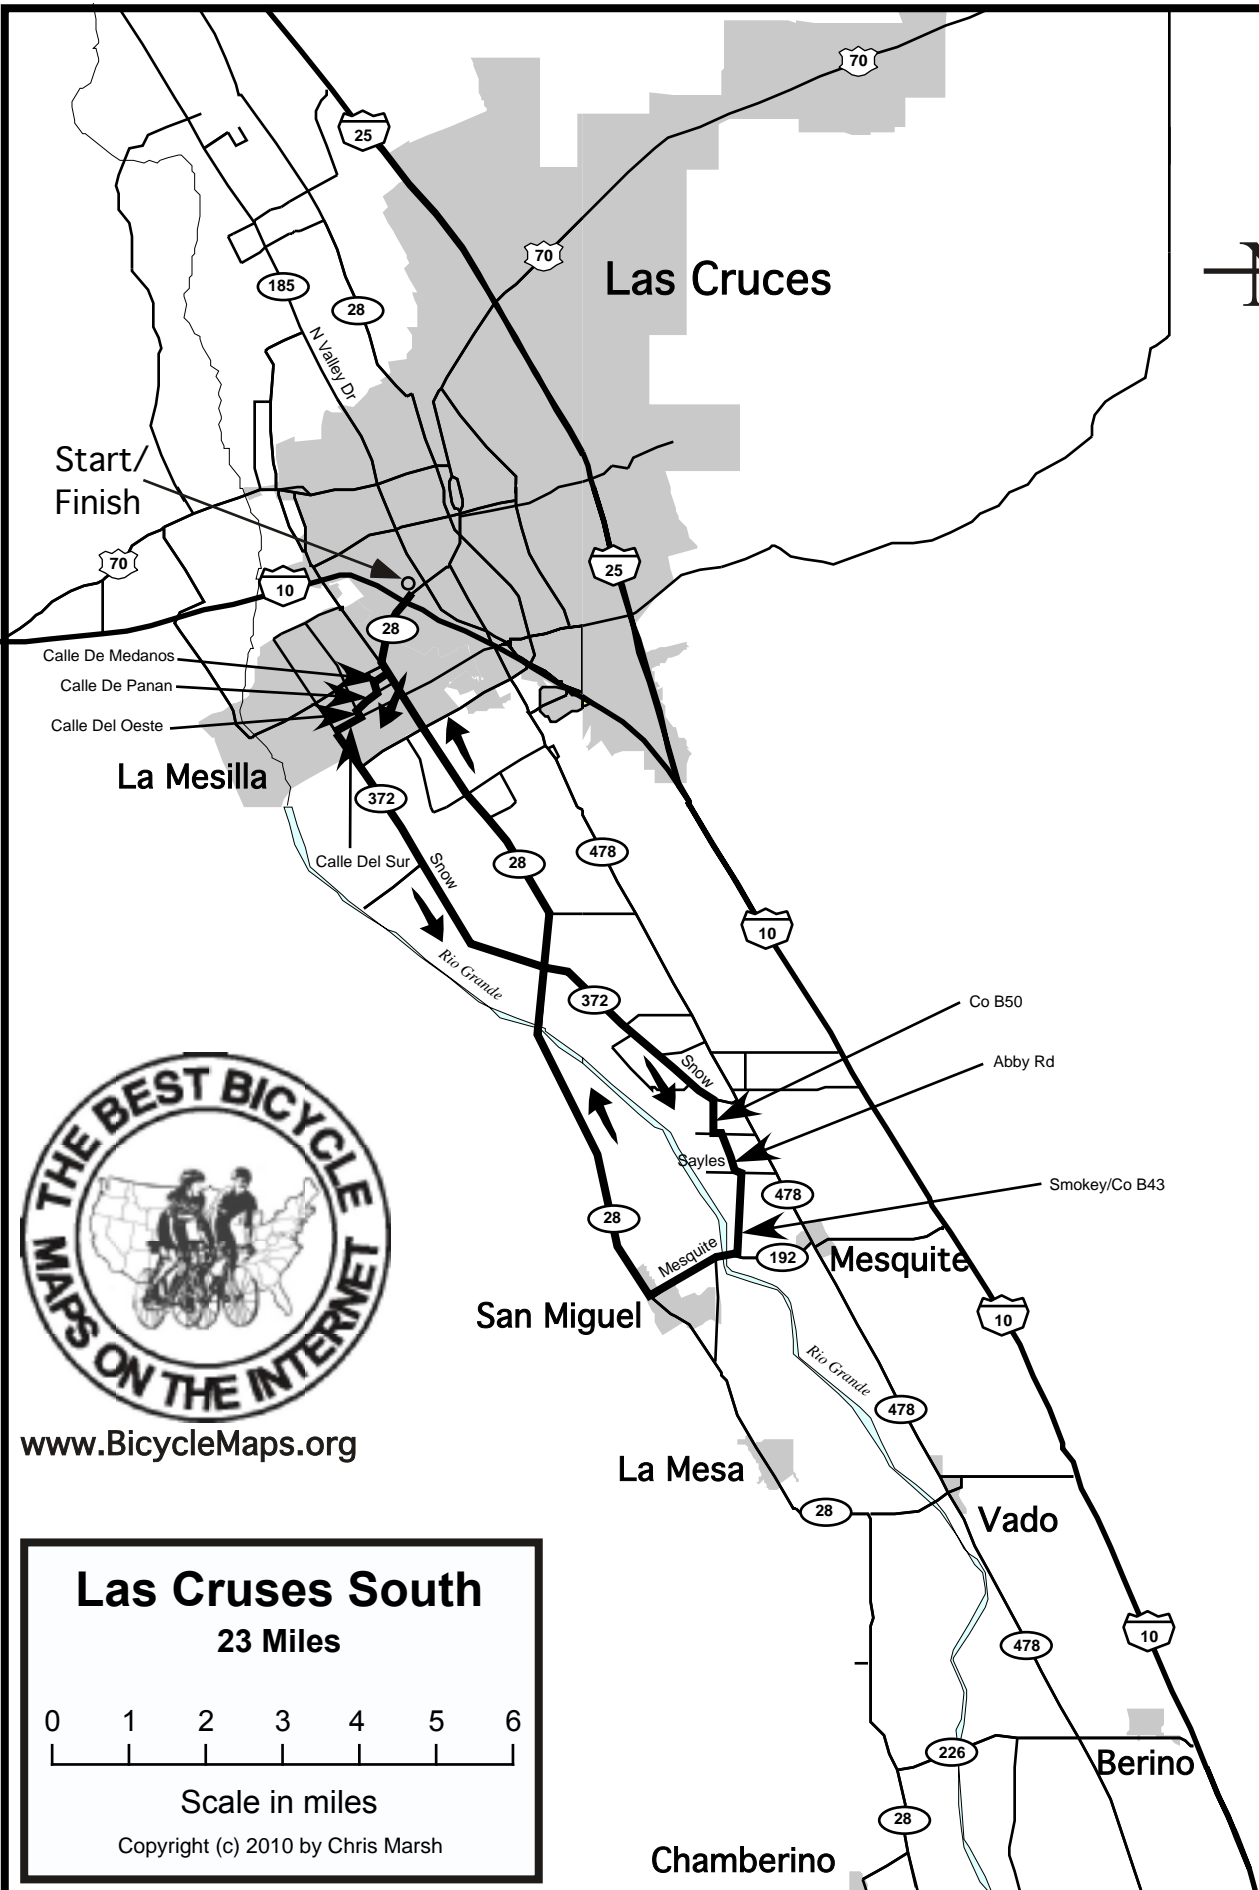 70
25
70
Las Cruces
N
185
28
N Valley Dr
Start/
Finish
70
10
25
28
Calle De Medanos
Calle De Panan
Calle Del Oeste
La Mesilla
372
Calle Del Sur
Snow
28
478
10
Rio Grande
372
Co B50
Abby Rd
Snow
Sayles
478
Smokey/Co B43
28
Mesquite
192
Mesquite
San Miguel
10
THE BEST BICYCLE
MAPS ON THE INTERNET
www.BicycleMaps.org
Rio Grande
478
La Mesa
28
Vado
Las Cruses South
23 Miles
0 1 2 3 4 5 6
Scale in miles
Copyright (c) 2010 by Chris Marsh
478
10
226
Berino
28
Chamberino